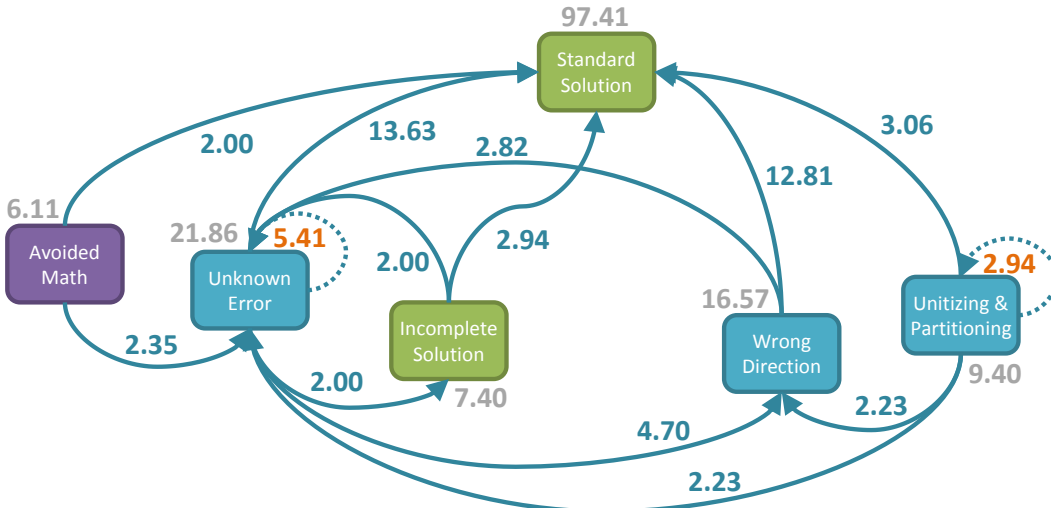 97.41
Standard
Solution
2.00
13.63
2.82
3.06
12.81
6.11
Avoided
Math
21.86
5.41
Unknown
Error
2.00
2.94
2.94
Unitizing &
Partitioning
9.40
16.57
Wrong
Direction
Incomplete
Solution
7.40
2.35
2.00
4.70
2.23
2.23